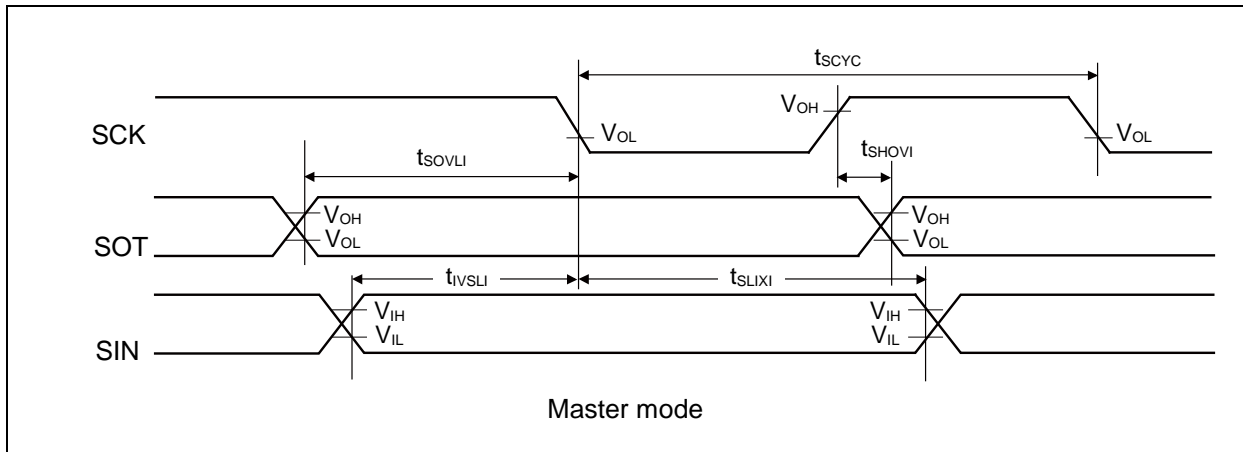 tSCYC
VOH
SCK
VOL
VOL
tSOVLI
tSHOVI
VOH
VOH
SOT
VOL
VOL
tIVSLI
tSLIXI
VIH
VIH
VIL
VIL
SIN
Master mode